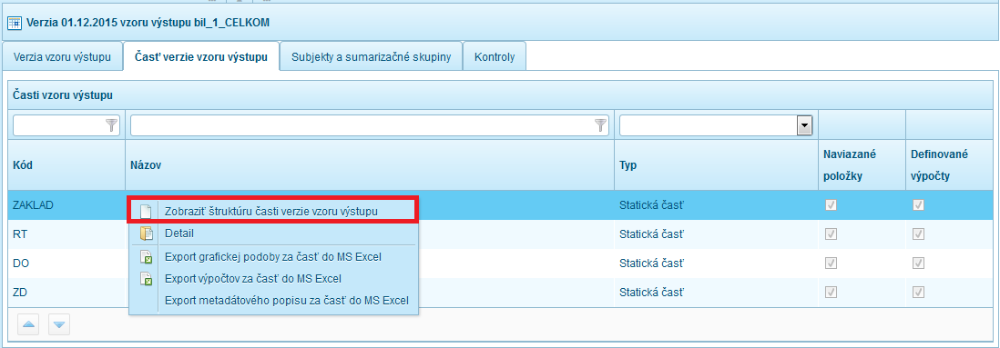 Verzia 01.12.2015 vzoru výstupu bil_1_CELKOM
Verzia vzoru výstupu Časť verzie vzoru výstupu Subjekty a sumarizačné skupiny Kontroly
Časti vzoru výstupu
Kód Názov Typ Naviazané položky Definované výpočty
ZAKLAD Statická časť
Zobraziť štruktúru časti verzie vzoru výstupu
RT Statická časť
Detail
DO Statická časť
Export grafickej podoby za časť do MS Excel
Export výpočtov za časť do MS Excel
ZD Statická časť
Export metadátového popisu za časť do MS Excel